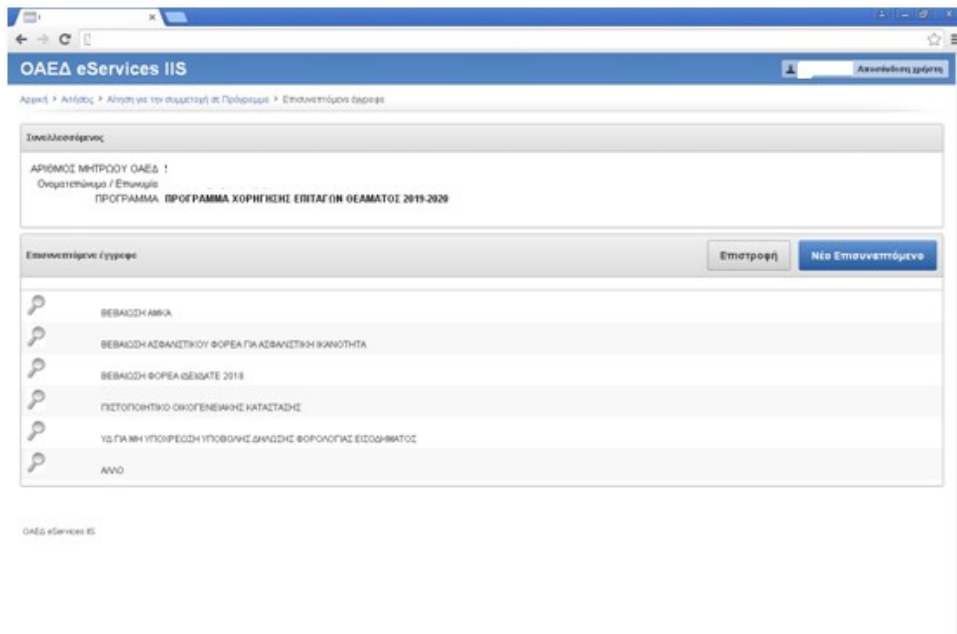 ΟΑΕΔ eServices IIS
Αποσύνδεση χρήστη
Αρχική > Αιτήσεις > Αίτηση για την συμμετοχή σε Πρόγραμμα > Επισυναπτόμενα έγγραφα
Συναλλασσόμενος
ΑΡΙΘΜΟΣ ΜΗΤΡΩΟΥ ΟΑΕΔ
Ονοματεπώνυμο / Επωνυμία
ΠΡΟΓΡΑΜΜΑ ΠΡΟΓΡΑΜΜΑ ΧΟΡΗΓΗΣΗΣ ΕΠΙΤΑΓΩΝ ΘΕΑΜΑΤΟΣ 2019-2020
Επισυναπτόμενα έγγραφα
Επιστροφή
Νέο Επισυναπτόμενο
ΒΕΒΑΙΩΣΗ ΑΜΚΑ
ΒΕΒΑΙΩΣΗ ΑΣΦΑΛΙΣΤΙΚΟΥ ΦΟΡΕΑ ΓΙΑ ΑΣΦΑΛΙΣΤΙΚΗ ΙΚΑΝΟΤΗΤΑ
ΒΕΒΑΙΩΣΗ ΦΟΡΕΑ 2018
ΠΙΣΤΟΠΟΙΗΤΙΚΟ ΟΙΚΟΓΕΝΕΙΑΚΗΣ ΚΑΤΑΣΤΑΣΗΣ
ΥΔ ΓΙΑ ΜΗ ΥΠΟΧΡΕΩΣΗ ΥΠΟΒΟΛΗΣ ΔΗΛΩΣΗΣ ΦΟΡΟΛΟΓΙΑΣ ΕΙΣΟΔΗΜΑΤΟΣ
ΑΛΛΟ
ΟΑΕΔ eServices IIS